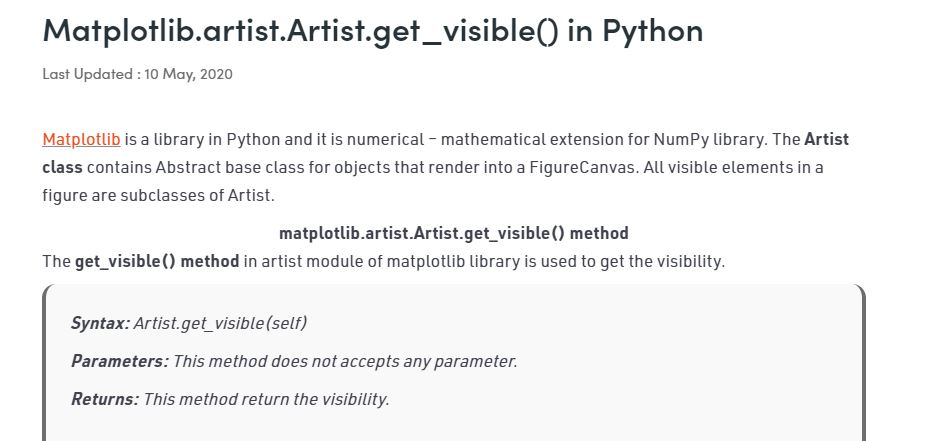 Matplotlib.artist.Artist.get_visible() in Python
Last Updated : 10 May, 2020
Matplotlib is a library in Python and it is numerical – mathematical extension for NumPy library. The Artist
class contains Abstract base class for objects that render into a FigureCanvas. All visible elements in a
figure are subclasses of Artist.
matplotlib.artist.Artist.get_visible() method
The get_visible() method in artist module of matplotlib library is used to get the visibility.
Syntax: Artist.get_visible(self)
Parameters: This method does not accepts any parameter.
Returns: This method return the visibility.